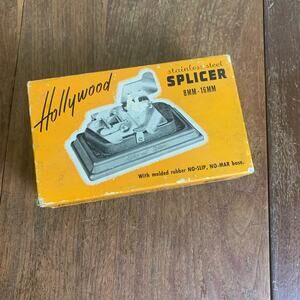 Hollywood
stainless steel
SPLICER
8MM-16MM
With molded rubber NO-SLIP, NO-MAR base.